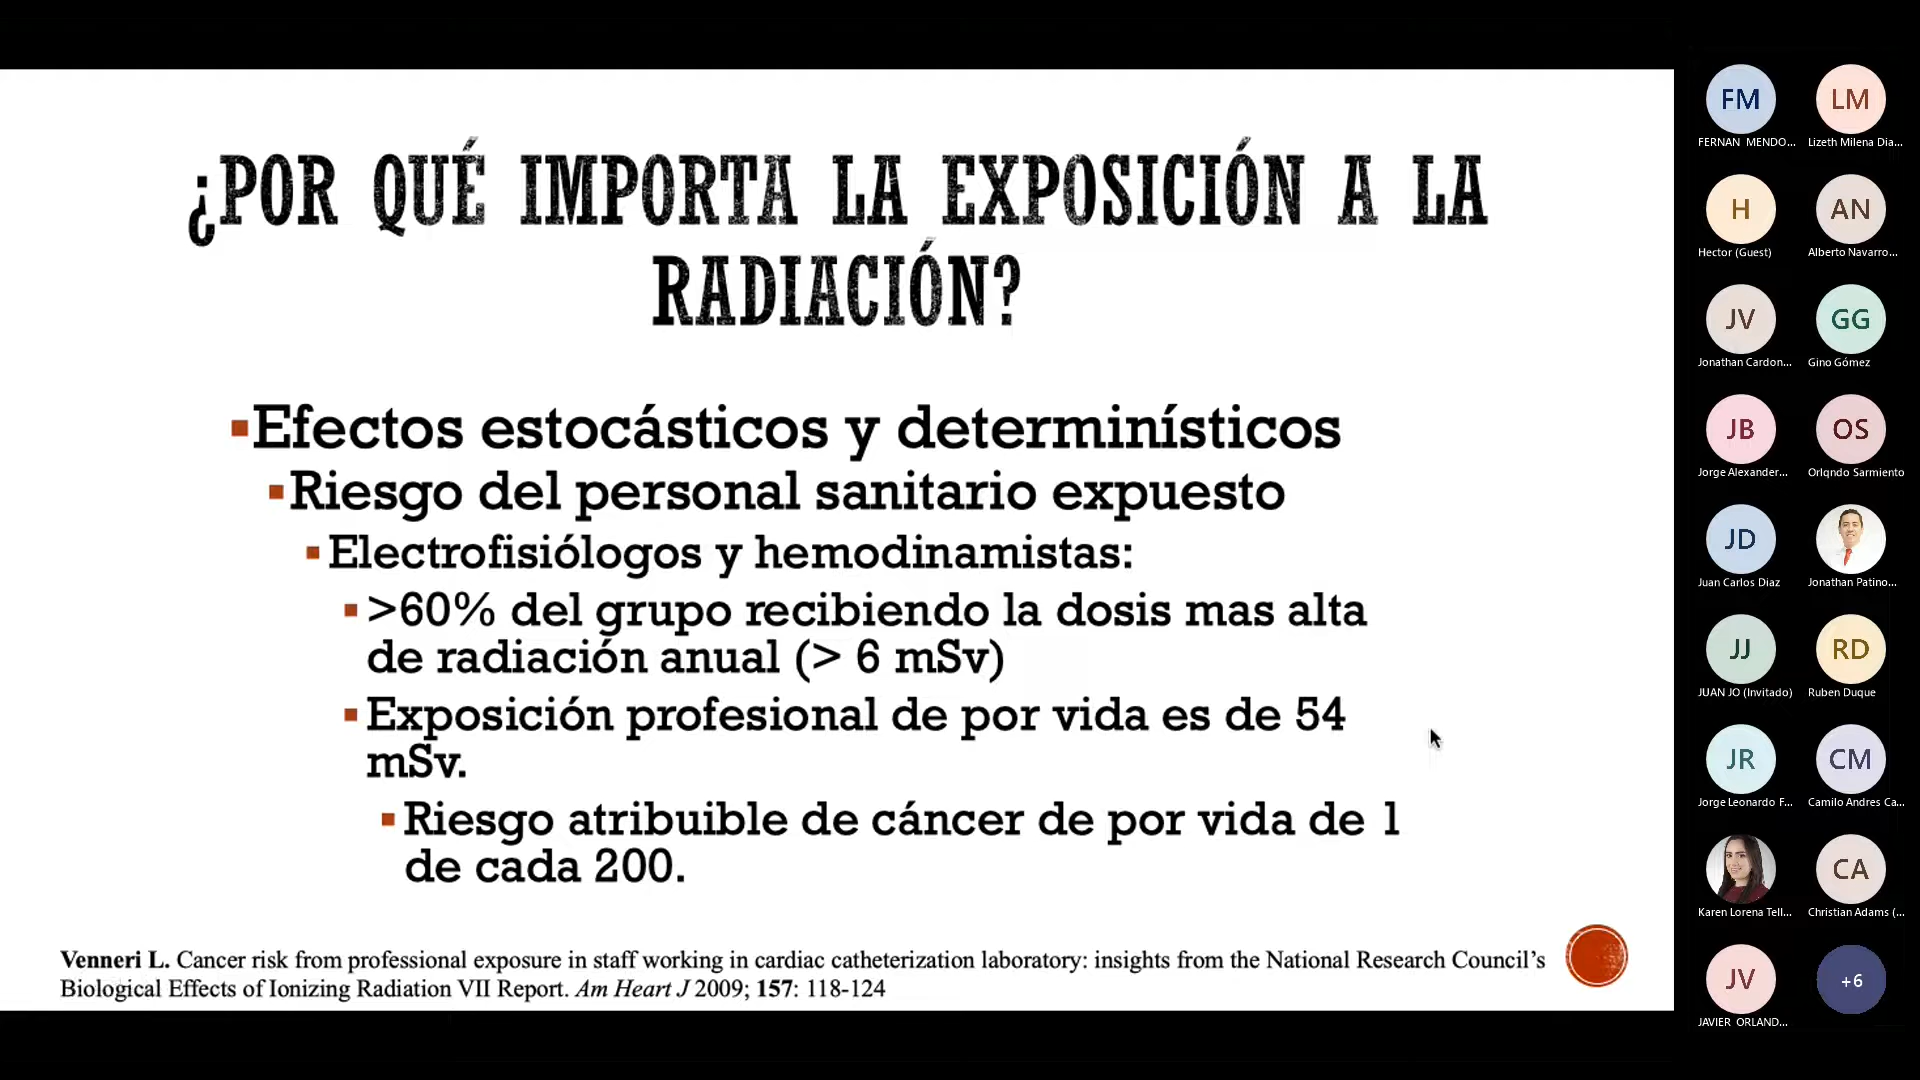 ¿POR QUÉ IMPORTA LA EXPOSICIÓN A LA
RADIACIÓN?
Efectos estocásticos y determinísticos
Riesgo del personal sanitario expuesto
Electrofisiólogos y hemodinamistas:
>60% del grupo recibiendo la dosis mas alta
de radiación anual (> 6 mSv)
Exposición profesional de por vida es de 54
mSv.
Riesgo atribuible de cáncer de por vida de 1
de cada 200.
Venneri L. Cancer risk from professional exposure in staff working in cardiac catheterization laboratory: insights from the National Research Council’s
Biological Effects of Ionizing Radiation VII Report. Am Heart J 2009; 157: 118-124
FM LM
FERNAN MENDO... Lizeth Milena Dia...
H AN
Hector (Guest) Alberto Navarro...
JV GG
Jonathan Cardon... Gino Gómez
JB OS
Jorge Alexander... Orlqndo Sarmiento
JD
Juan Carlos Diaz Jonathan Patino...
JJ RD
JUAN JO (Invitado) Ruben Duque
JR CM
Jorge Leonardo F... Camilo Andres Ca...
CA
Karen Lorena Tell... Christian Adams (...
JV +6
JAVIER ORLAND...